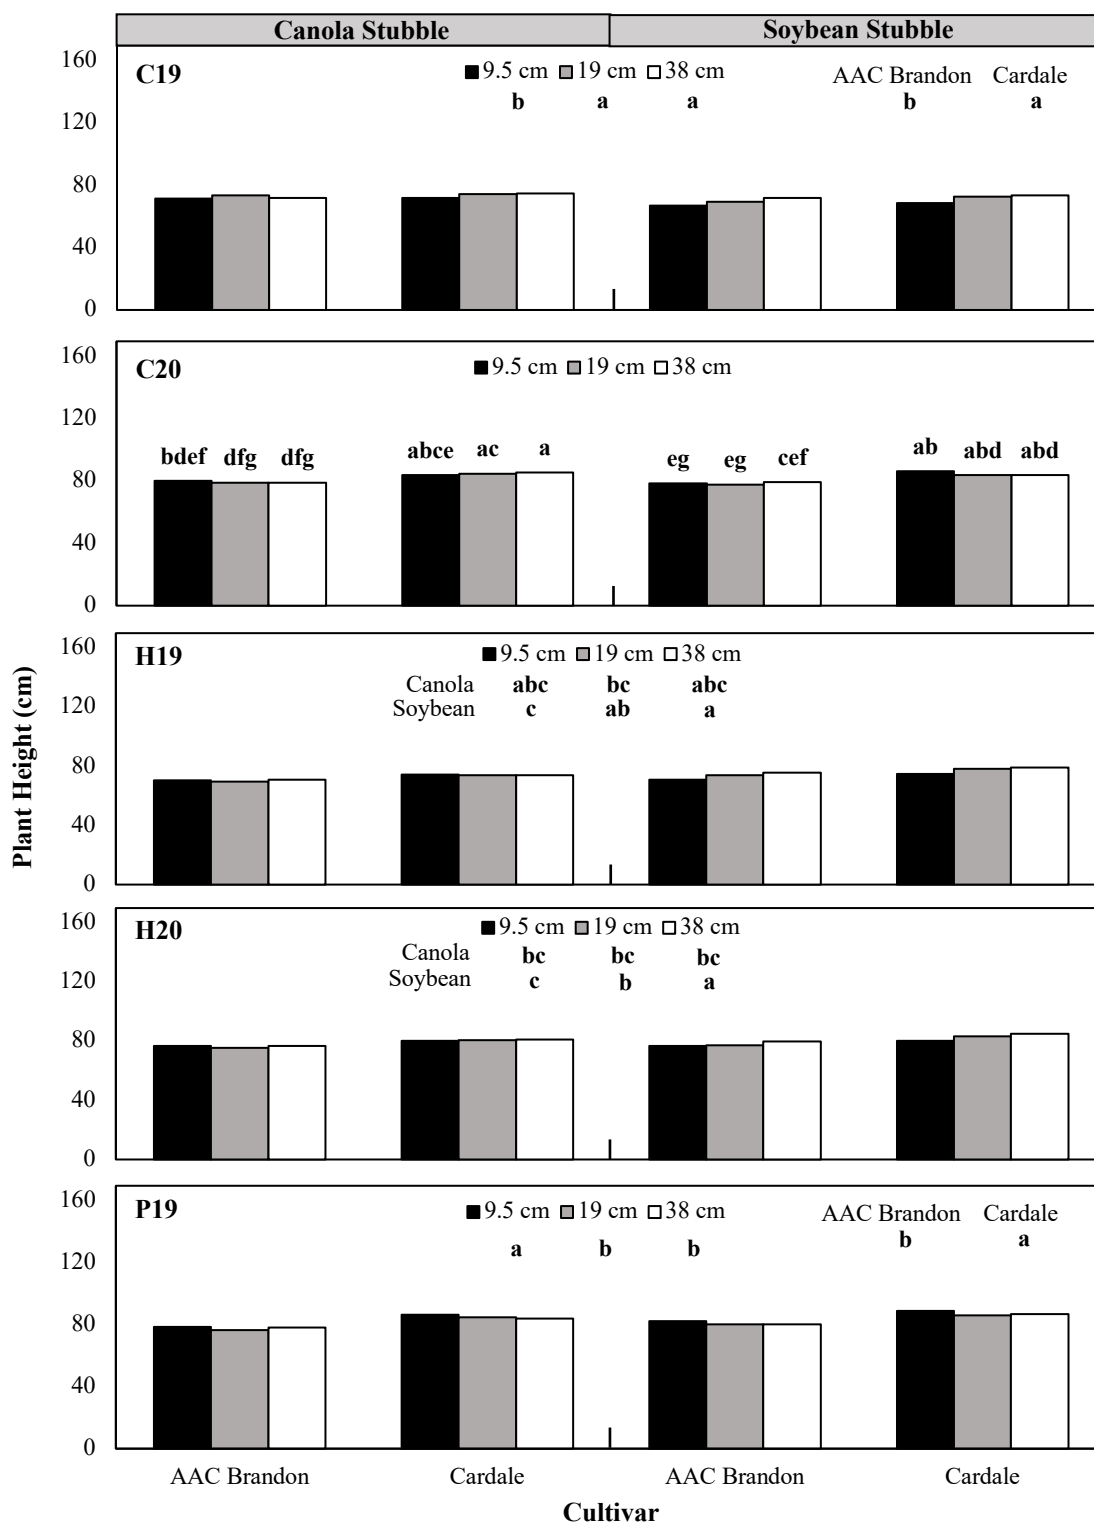 Canola Stubble Soybean Stubble
160
C19 9.5 cm 19 cm 38 cm AAC Brandon Cardale
b a a b a
120
80
40
0
160
C20 9.5 cm 19 cm 38 cm
120
bdef dfg dfg abce ac a eg eg cef ab abd abd
80
40
0
160
H19 9.5 cm 19 cm 38 cm
Canola abc bc abc
Soybean c ab a
120
80
40
0
Plant Height (cm)
160
H20 9.5 cm 19 cm 38 cm
Canola bc bc bc
Soybean c b a
120
80
40
0
160
P19 9.5 cm 19 cm 38 cm AAC Brandon Cardale
a b b b a
120
80
40
0
AAC Brandon Cardale AAC Brandon Cardale
Cultivar